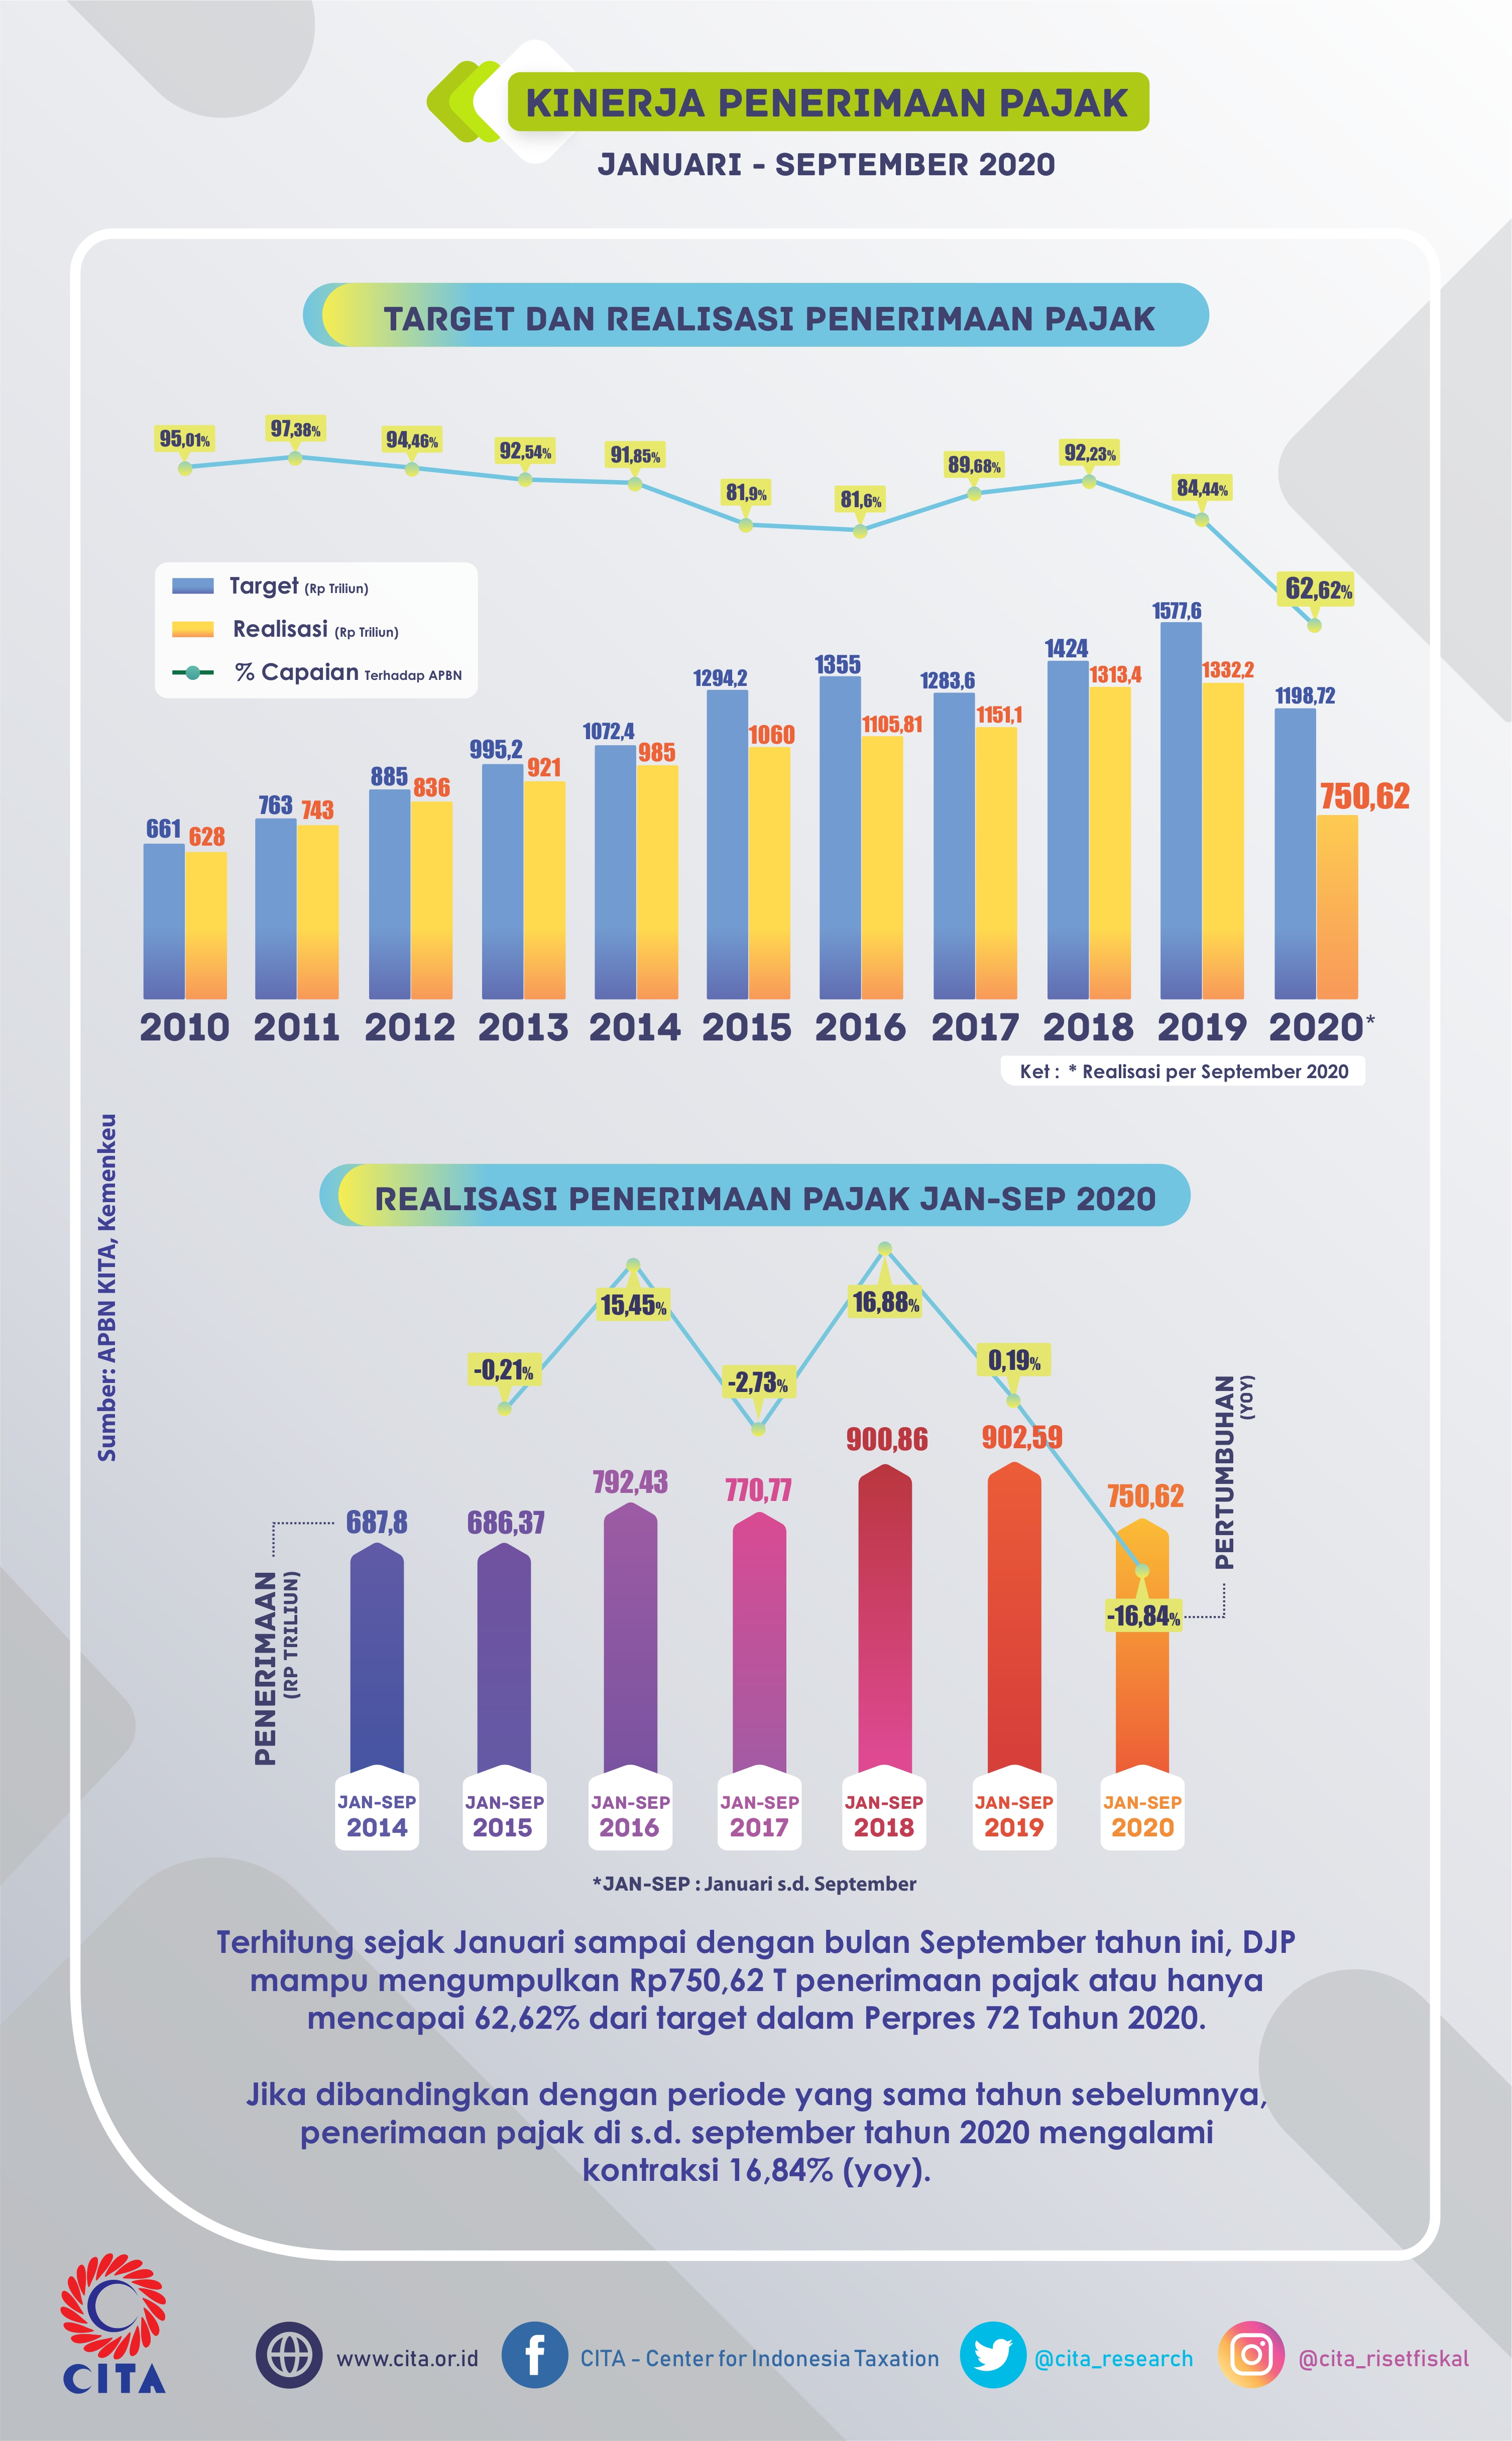 KINERJA PENERIMAAN PAJAK
JANUARI - SEPTEMBER 2020
TARGET DAN REALISASI PENERIMAAN PAJAK
95,01%
97,38%
94,46%
92,54%
91,85%
81,9%
81,6%
89,68%
92,23%
84,44%
62,62%
Target (Rp Triliun)
Realisasi (Rp Triliun)
% Capaian Terhadap APBN
661
628
763
743
885
836
995,2
921
1072,4
985
1294,2
1060
1355
1105,81
1283,6
1151,1
1424
1313,4
1577,6
1332,2
1198,72
750,62
2010 2011 2012 2013 2014 2015 2016 2017 2018 2019 2020*
Ket : * Realisasi per September 2020
Sumber: APBN KITA, Kemenkeu
REALISASI PENERIMAAN PAJAK JAN-SEP 2020
-0,21%
15,45%
-2,73%
16,88%
0,19%
-16,84%
PERTUMBUHAN
(YOY)
PENERIMAAN
(RP TRILIUN)
687,8
686,37
792,43
770,77
900,86
902,59
750,62
JAN-SEP
2014
JAN-SEP
2015
JAN-SEP
2016
JAN-SEP
2017
JAN-SEP
2018
JAN-SEP
2019
JAN-SEP
2020
*JAN-SEP : Januari s.d. September
Terhitung sejak Januari sampai dengan bulan September tahun ini, DJP
mampu mengumpulkan Rp750,62 T penerimaan pajak atau hanya
mencapai 62,62% dari target dalam Perpres 72 Tahun 2020.
Jika dibandingkan dengan periode yang sama tahun sebelumnya,
penerimaan pajak di s.d. september tahun 2020 mengalami
kontraksi 16,84% (yoy).
CITA
www.cita.or.id
CITA - Center for Indonesia Taxation
@cita_research
@cita_risetfiskal